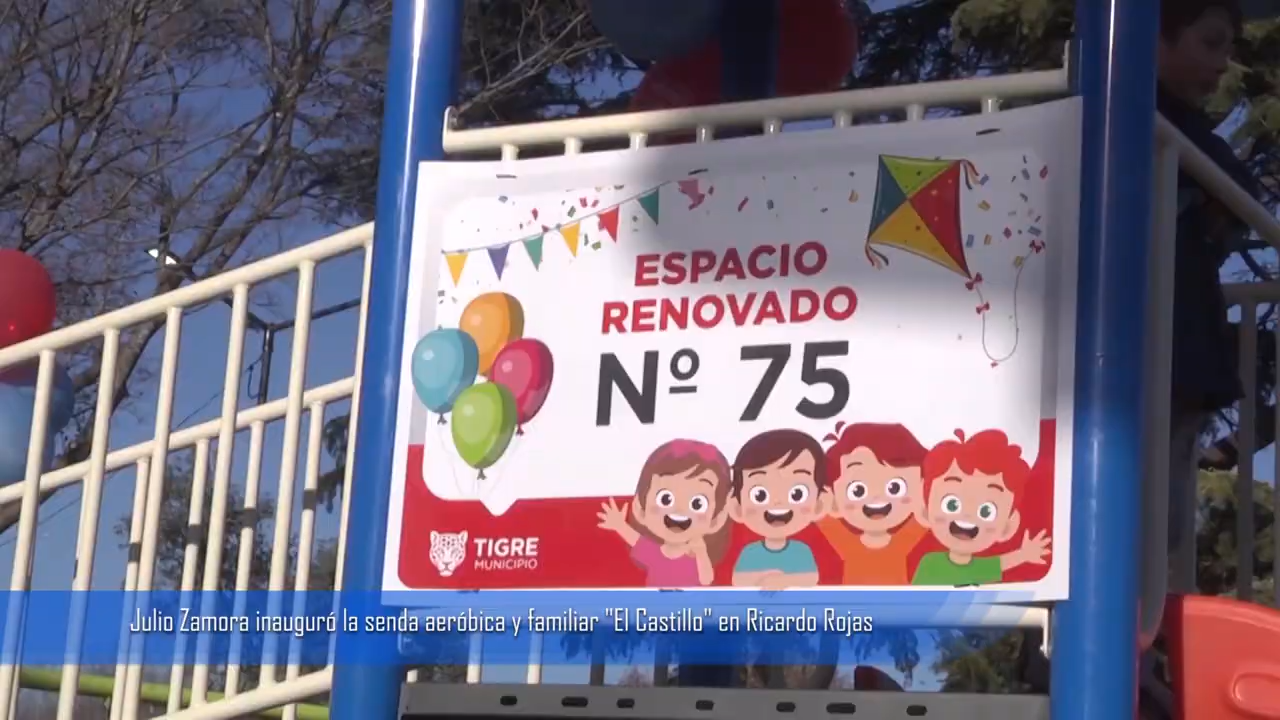 ESPACIO
RENOVADO
Nº 75
TIGRE
MUNICIPIO
Julio Zamora inauguró la senda aeróbica y familiar "El Castillo" en Ricardo Rojas